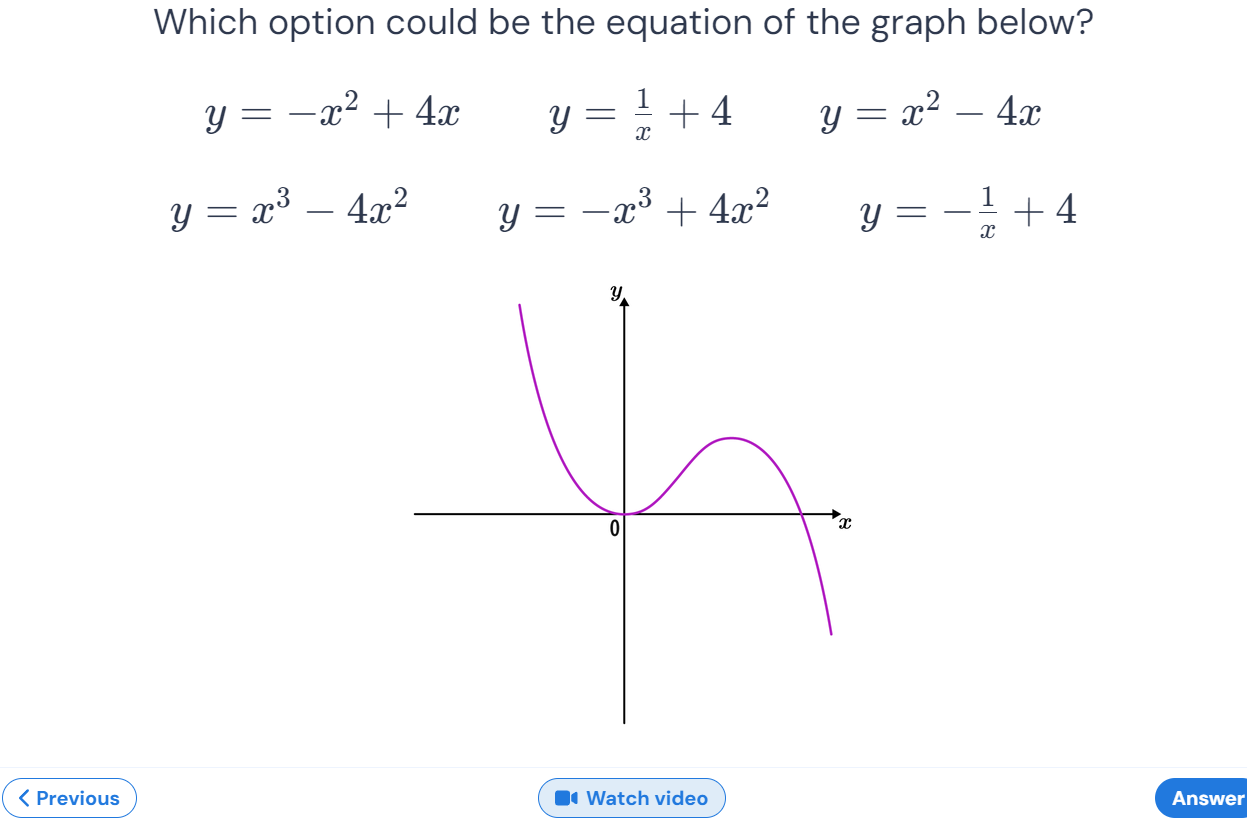 Which option could be the equation of the graph below?
y = −x² + 4x y = 1/x + 4 y = x² − 4x
y = x³ − 4x² y = −x³ + 4x² y = −1/x + 4
y
0
x
Previous Watch video Answer